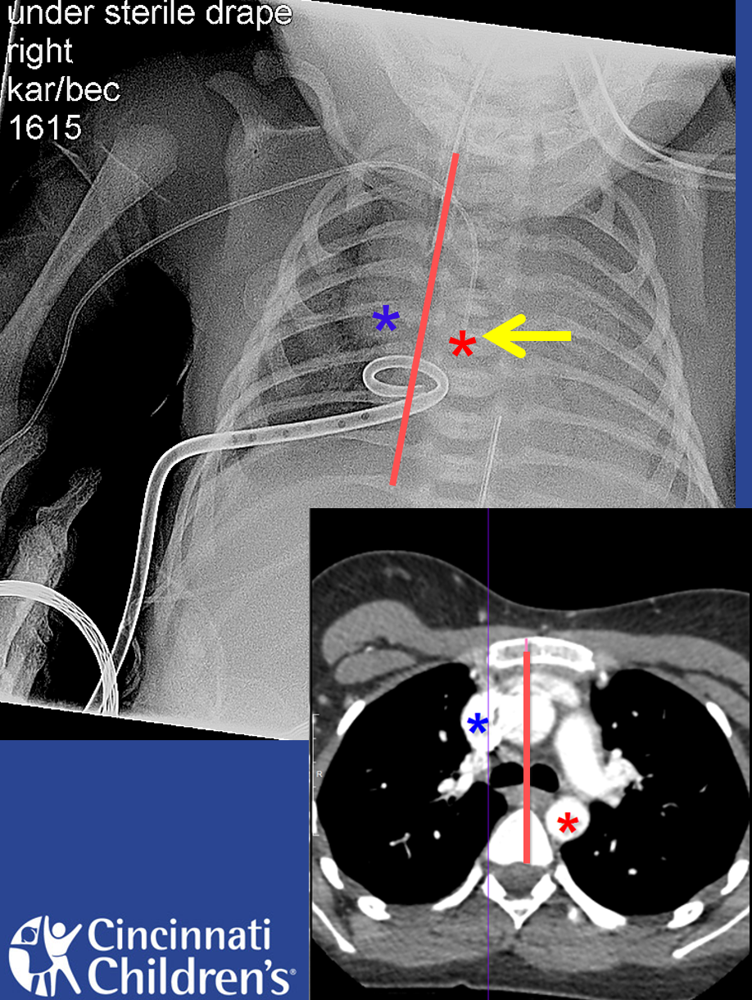 under sterile drape
right
kar/bec
1615
R
Cincinnati
Children's®